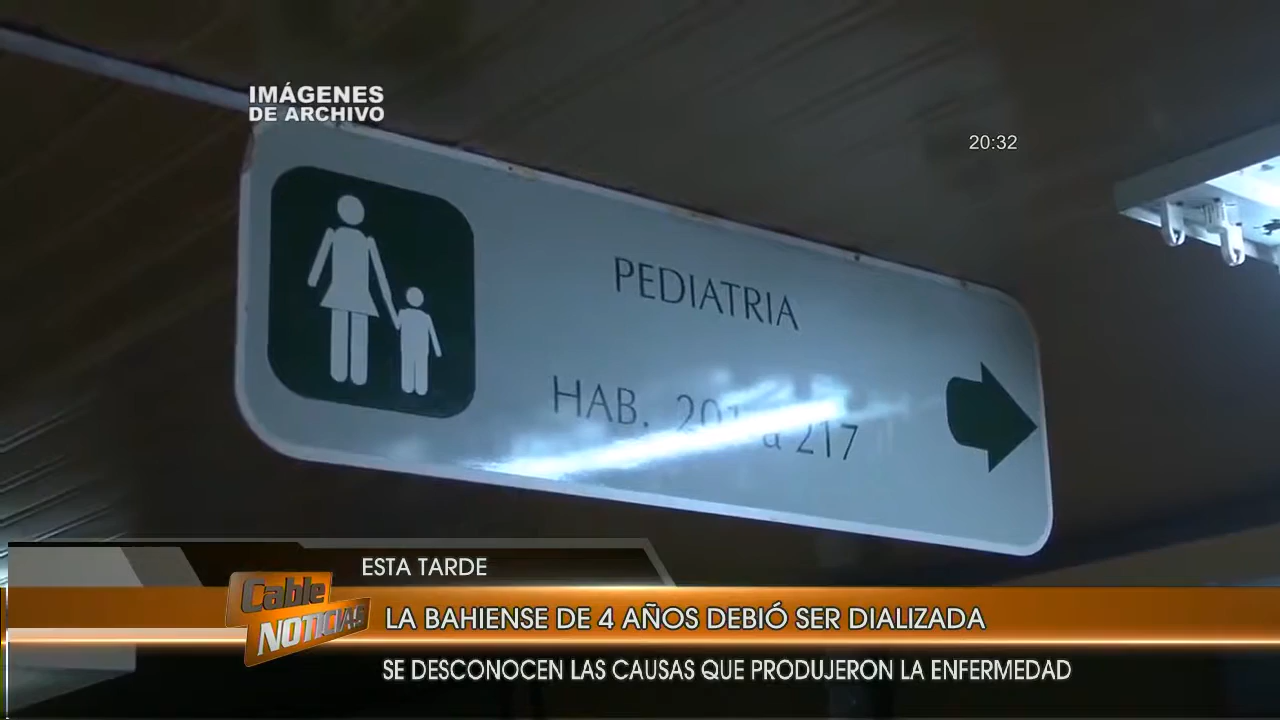 IMÁGENES
DE ARCHIVO
20:32
PEDIATRIA
HAB. 201 a 217
ESTA TARDE
Cable
NOTICIAS
LA BAHIENSE DE 4 AÑOS DEBIÓ SER DIALIZADA
SE DESCONOCEN LAS CAUSAS QUE PRODUJERON LA ENFERMEDAD